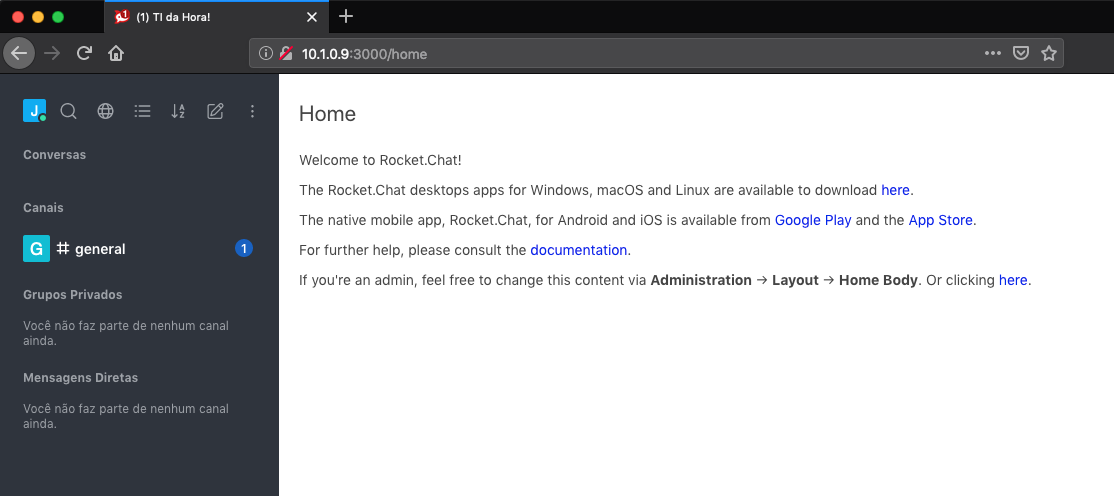 (1) TI da Hora!
10.1.0.9:3000/home
J
Conversas
Canais
G # general 1
Grupos Privados
Você não faz parte de nenhum canal
ainda.
Mensagens Diretas
Você não faz parte de nenhum canal
ainda.
Home
Welcome to Rocket.Chat!
The Rocket.Chat desktops apps for Windows, macOS and Linux are available to download here.
The native mobile app, Rocket.Chat, for Android and iOS is available from Google Play and the App Store.
For further help, please consult the documentation.
If you're an admin, feel free to change this content via Administration → Layout → Home Body. Or clicking here.